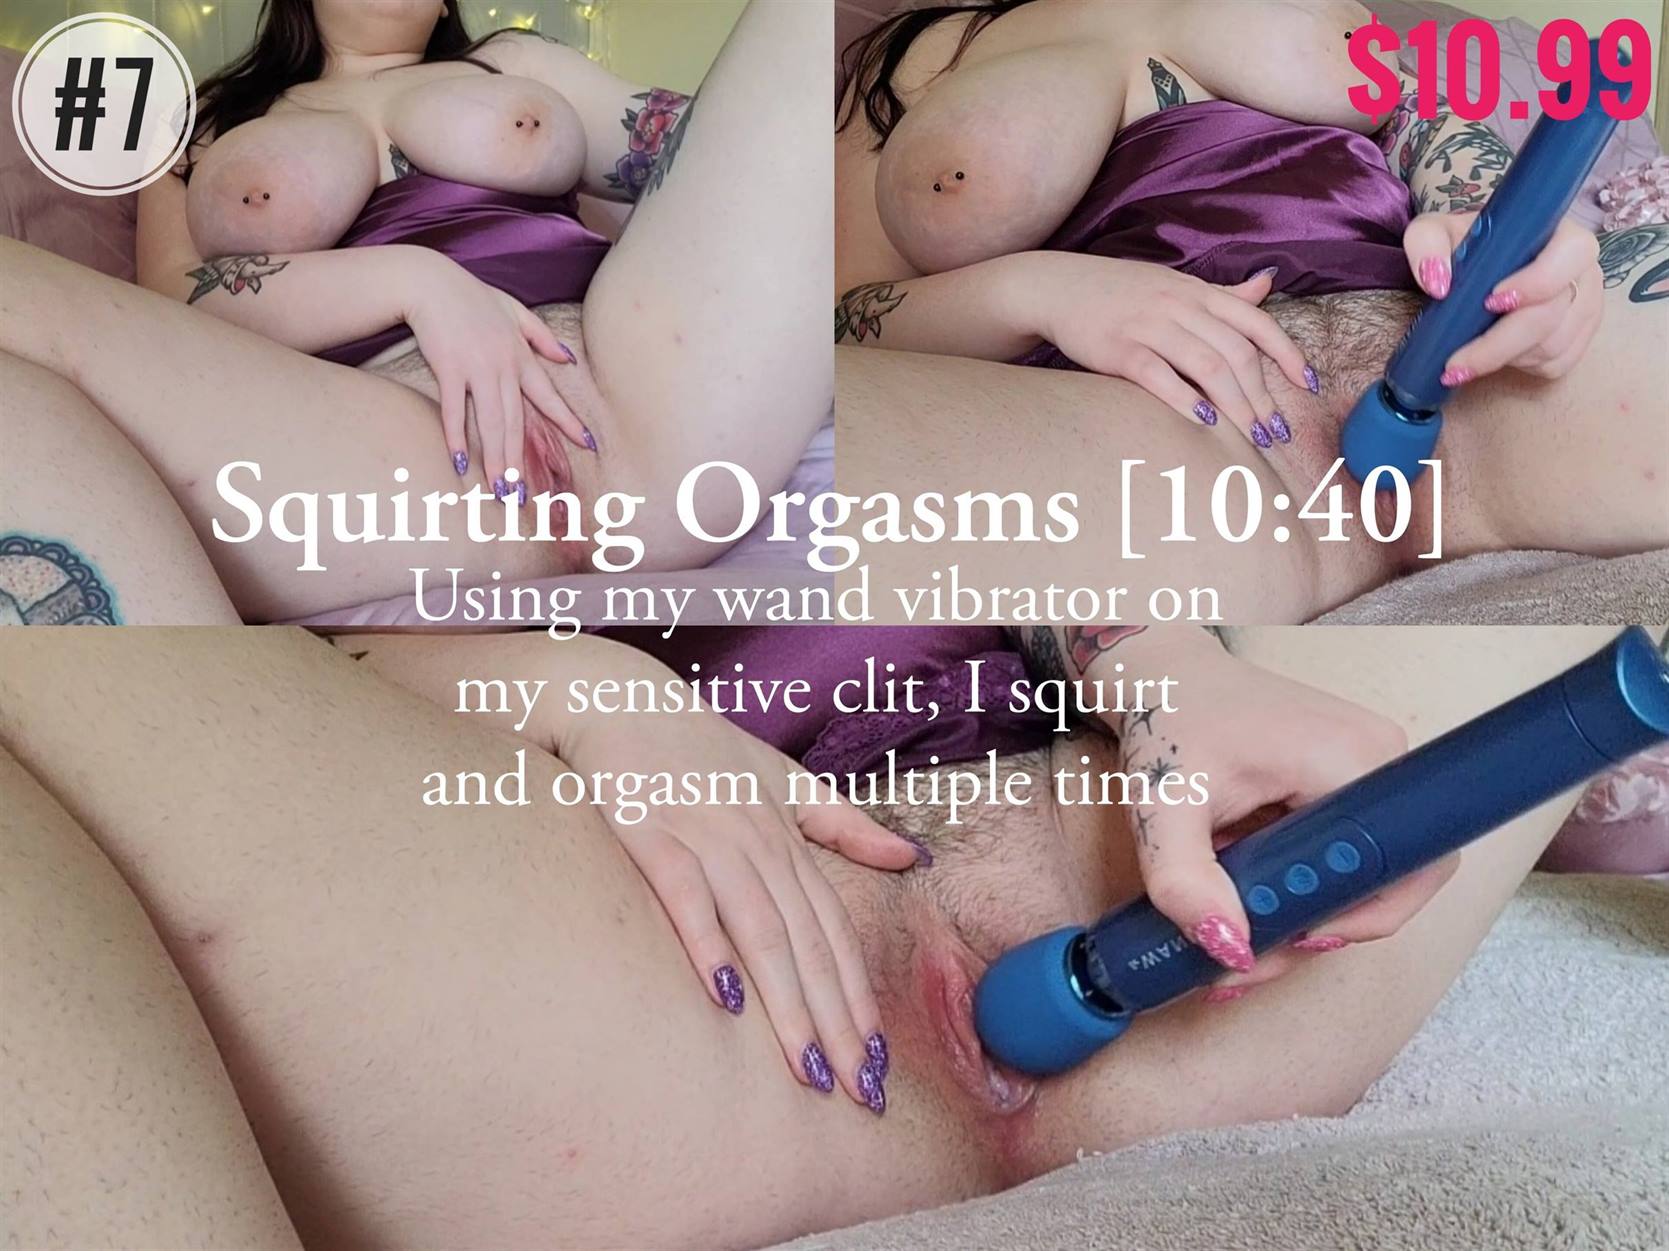 #7
$10.99
Squirting Orgasms [10:40]
Using my wand vibrator on
my sensitive clit, I squirt
and orgasm multiple times